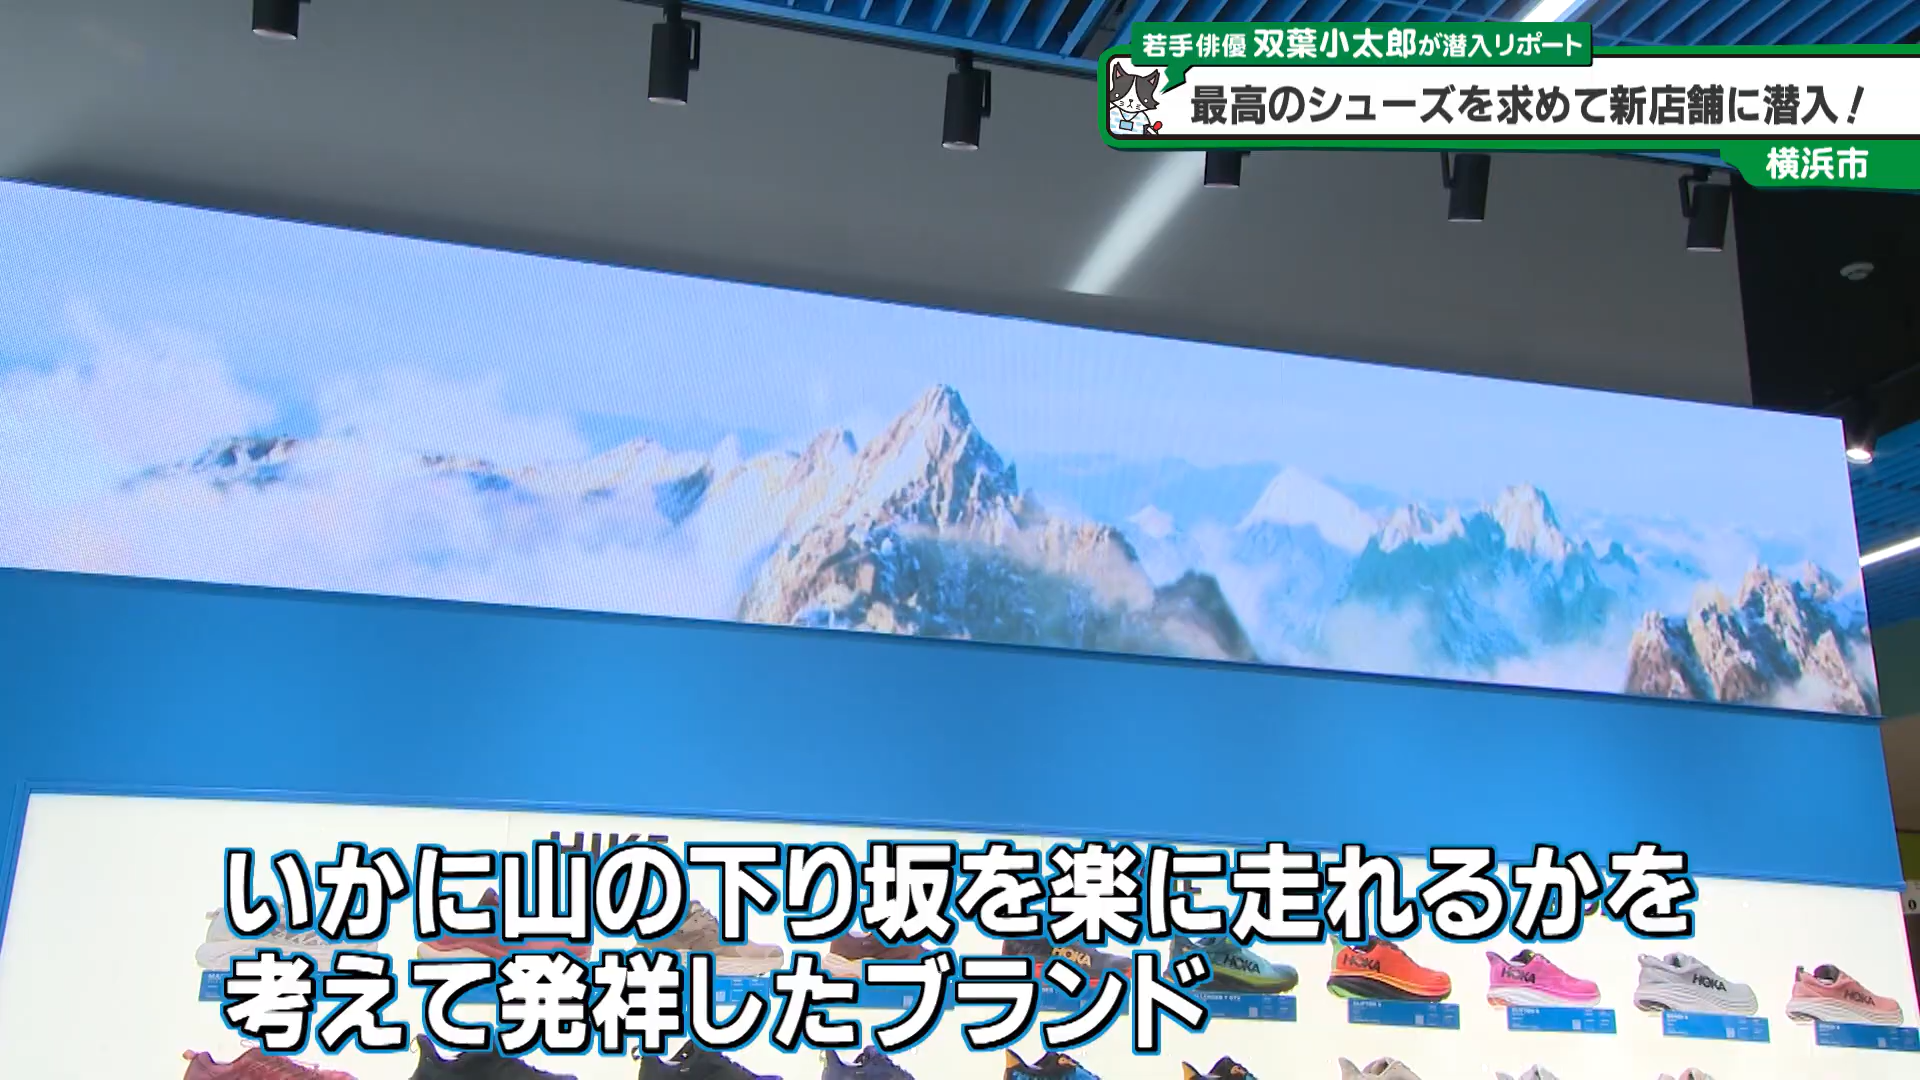 若手俳優 双葉小太郎が潜入リポート
最高のシューズを求めて新店舗に潜入！
横浜市
HIKE
いかに山の下り坂を楽に走れるかを
考えて発祥したブランド
HOKA
HOKA
HOKA
HOKA
HOKA
HOKA